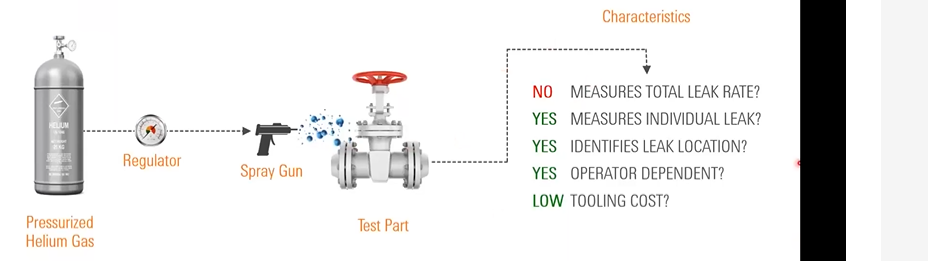 Characteristics
HELIUM
NO MEASURES TOTAL LEAK RATE?
YES MEASURES INDIVIDUAL LEAK?
YES IDENTIFIES LEAK LOCATION?
YES OPERATOR DEPENDENT?
LOW TOOLING COST?
Regulator
Spray Gun
Pressurized
Helium Gas
Test Part